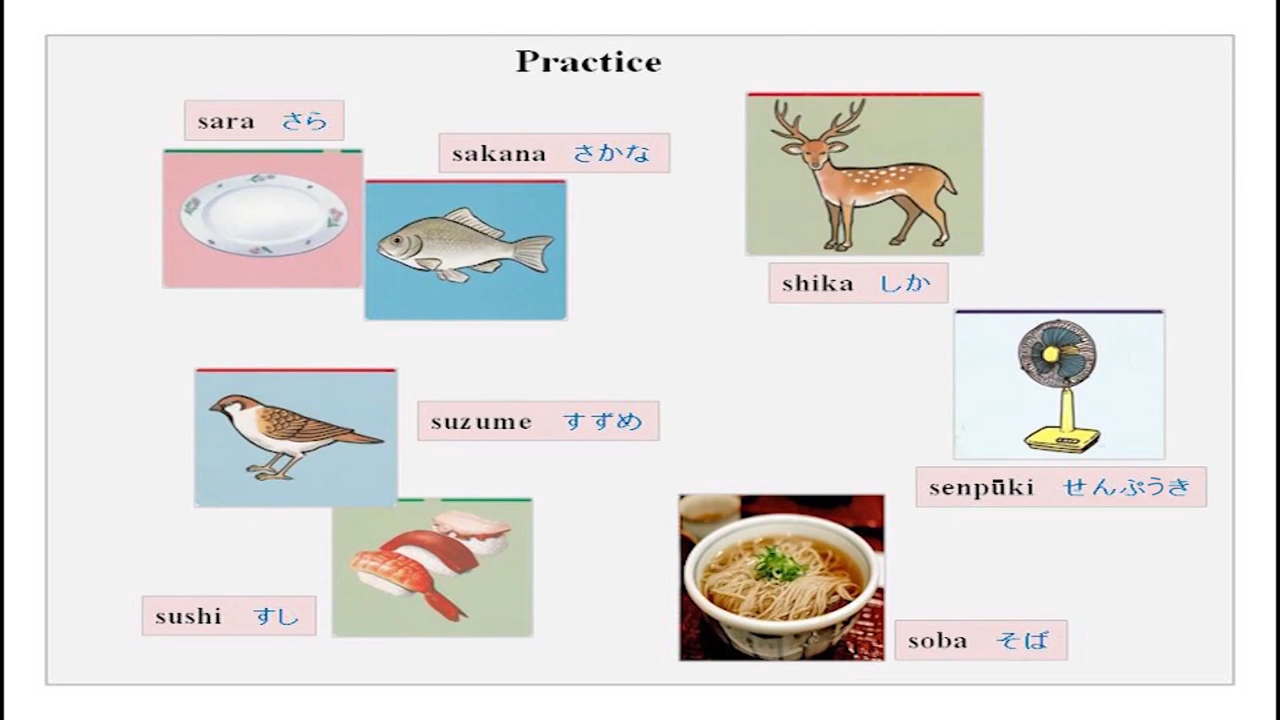 Practice
sara さら
sakana さかな
shika しか
suzume すずめ
senpūki せんぷうき
sushi すし
soba そば